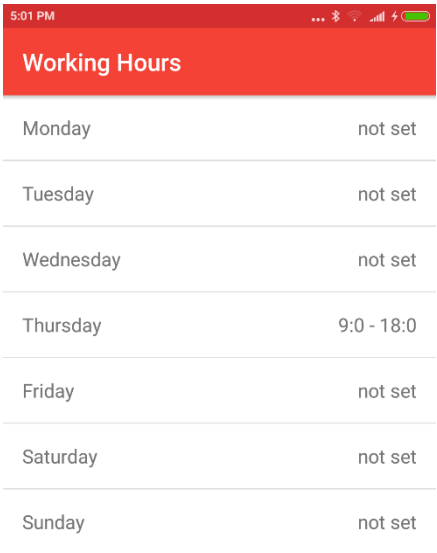 5:01 PM
Working Hours
Monday not set
Tuesday not set
Wednesday not set
Thursday 9:0 - 18:0
Friday not set
Saturday not set
Sunday not set